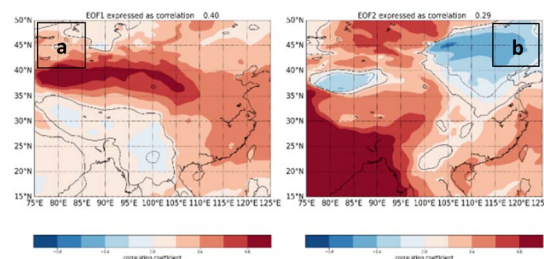 EOF1 expressed as correlation 0.40
EOF2 expressed as correlation 0.29
50°N
45°N
40°N
35°N
30°N
25°N
20°N
15°N
75°E 80°E 85°E 90°E 95°E 100°E 105°E 110°E 115°E 120°E 125°E
a
50°N
45°N
40°N
35°N
30°N
25°N
20°N
15°N
75°E 80°E 85°E 90°E 95°E 100°E 105°E 110°E 115°E 120°E 125°E
b
correlation coefficient
correlation coefficient